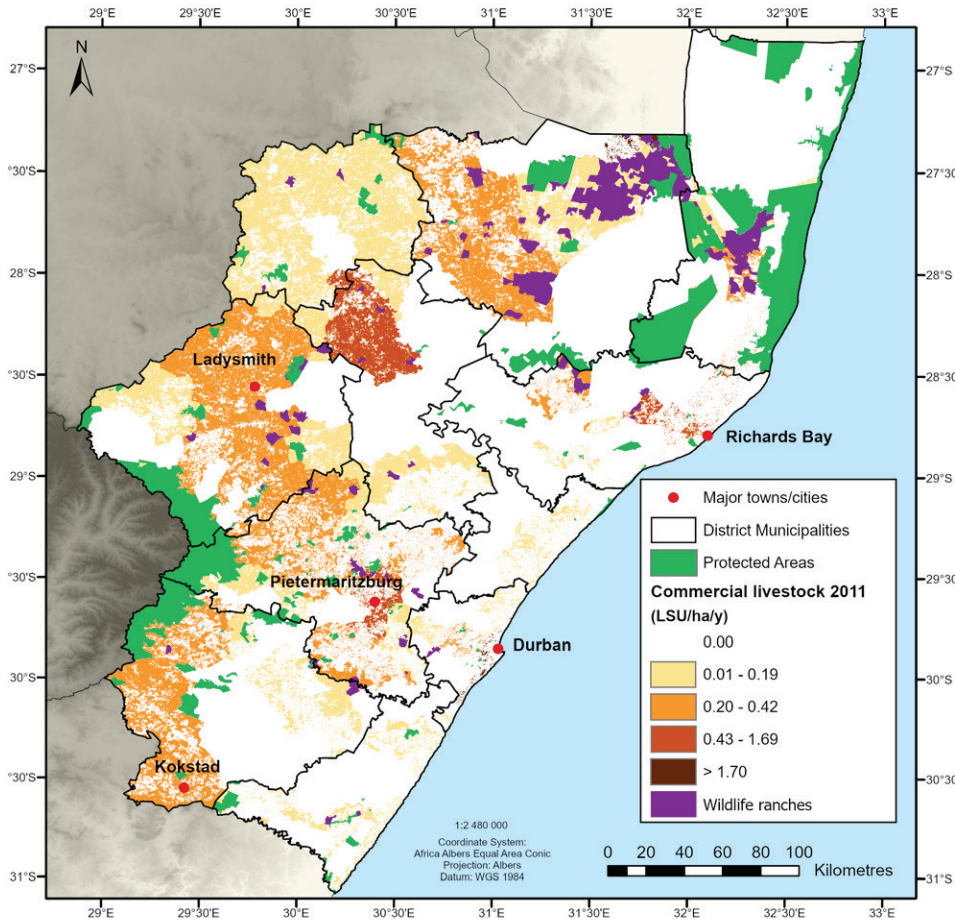 29°E 29°30'E 30°E 30°30'E 31°E 31°30'E 32°E 32°30'E 33°E
N
27°S 27°S
30'S 27°30'S
28°S 28°S
Ladysmith
30'S 28°30'S
Richards Bay
29°S 29°S
30'S 29°30'S
Pietermaritzburg
Durban
30°S 30°S
Kokstad
30'S 30°30'S
31°S 31°S
Major towns/cities
District Municipalities
Protected Areas
Commercial livestock 2011
(LSU/ha/y)
0.00
0.01 - 0.19
0.20 - 0.42
0.43 - 1.69
> 1.70
Wildlife ranches
1:2 480 000
Coordinate System:
Africa Albers Equal Area Conic
Projection: Albers
Datum: WGS 1984
0 10 20 40 60 80 100
Kilometres
29°E 29°30'E 30°E 30°30'E 31°E 31°30'E 32°E 32°30'E 33°E